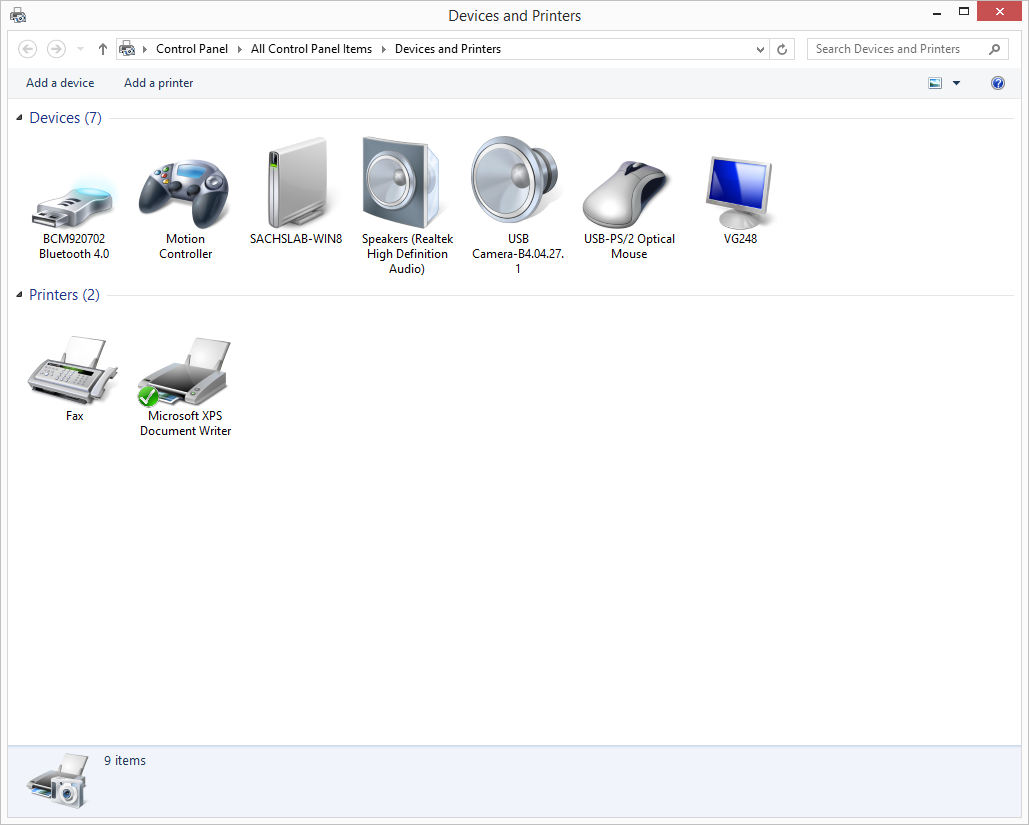 Devices and Printers
Control Panel
All Control Panel Items
Devices and Printers
Search Devices and Printers
Add a device
Add a printer
Devices (7)
BCM920702
Bluetooth 4.0
Motion
Controller
SACHSLAB-WIN8
Speakers (Realtek
High Definition
Audio)
USB
Camera-B4.04.27.
1
USB-PS/2 Optical
Mouse
VG248
Printers (2)
Fax
Microsoft XPS
Document Writer
9 items